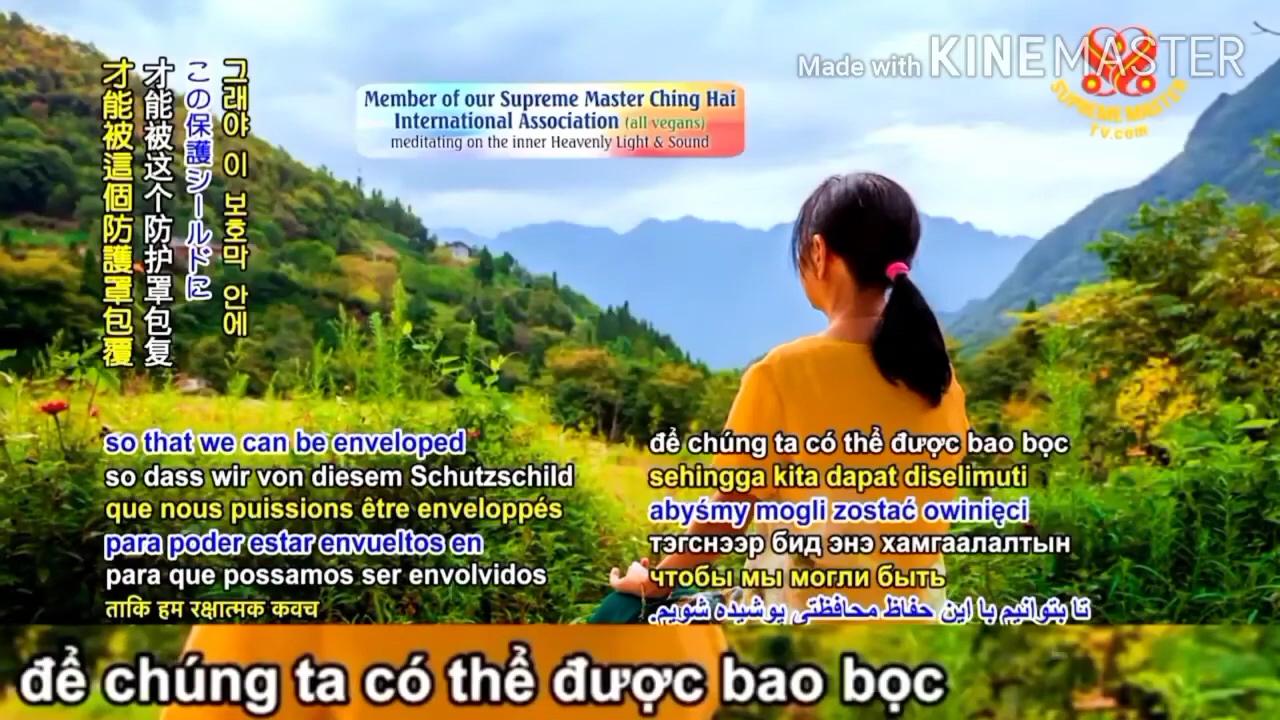 Made with KINEMASTER
SUPREME MASTER
TV.com
Member of our Supreme Master Ching Hai
International Association (all vegans)
meditating on the inner Heavenly Light & Sound
그래야 이 보호막 안에
この保護シールドに
才能被这个防护罩包复
才能被這個防護罩包覆
so that we can be enveloped
so dass wir von diesem Schutzschild
que nous puissions être enveloppés
para poder estar envueltos en
para que possamos ser envolvidos
ताकि हम रक्षात्मक कवच
để chúng ta có thể được bao bọc
sehingga kita dapat diselimuti
abyśmy mogli zostać owinięci
тэгснээр бид энэ хамгаалалтын
чтобы мы могли быть
تا بتوانیم با این حفاظ محافظتی پوشیده شویم.
để chúng ta có thể được bao bọc